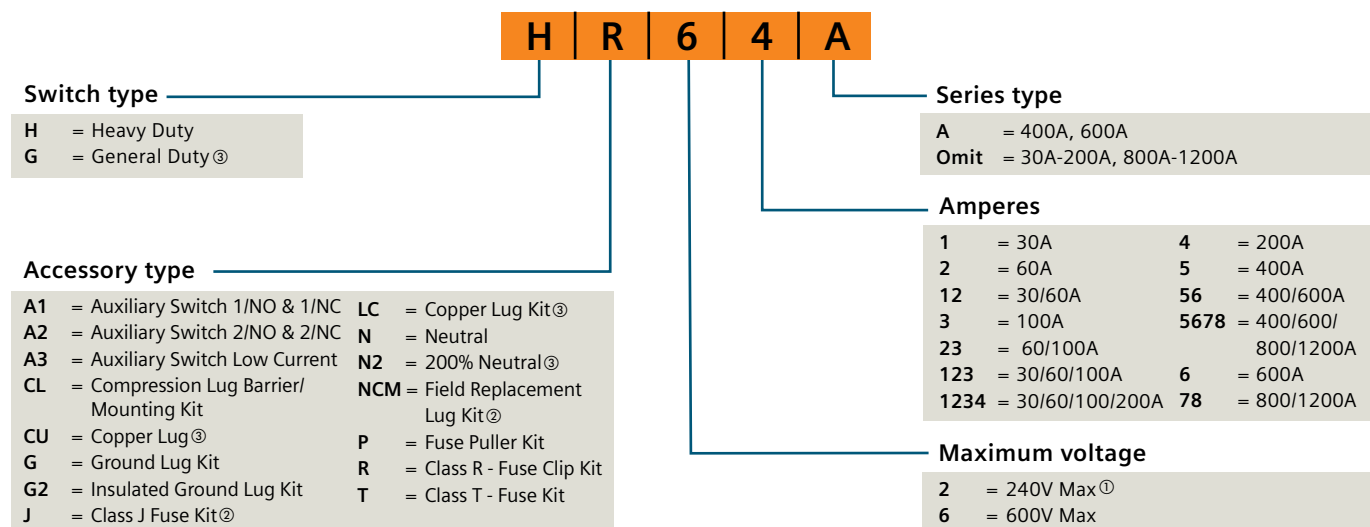 H R 6 4 A
Switch type
H = Heavy Duty
G = General Duty③
Accessory type
A1 = Auxiliary Switch 1/NO & 1/NC
A2 = Auxiliary Switch 2/NO & 2/NC
A3 = Auxiliary Switch Low Current
CL = Compression Lug Barrier/
Mounting Kit
CU = Copper Lug③
G = Ground Lug Kit
G2 = Insulated Ground Lug Kit
J = Class J Fuse Kit②
LC = Copper Lug Kit③
N = Neutral
N2 = 200% Neutral③
NCM = Field Replacement
Lug Kit②
P = Fuse Puller Kit
R = Class R - Fuse Clip Kit
T = Class T - Fuse Kit
Series type
A = 400A, 600A
Omit = 30A-200A, 800A-1200A
Amperes
1 = 30A
2 = 60A
12 = 30/60A
3 = 100A
23 = 60/100A
123 = 30/60/100A
1234 = 30/60/100/200A
4 = 200A
5 = 400A
56 = 400/600A
5678 = 400/600/
800/1200A
6 = 600A
78 = 800/1200A
Maximum voltage
2 = 240V Max①
6 = 600V Max